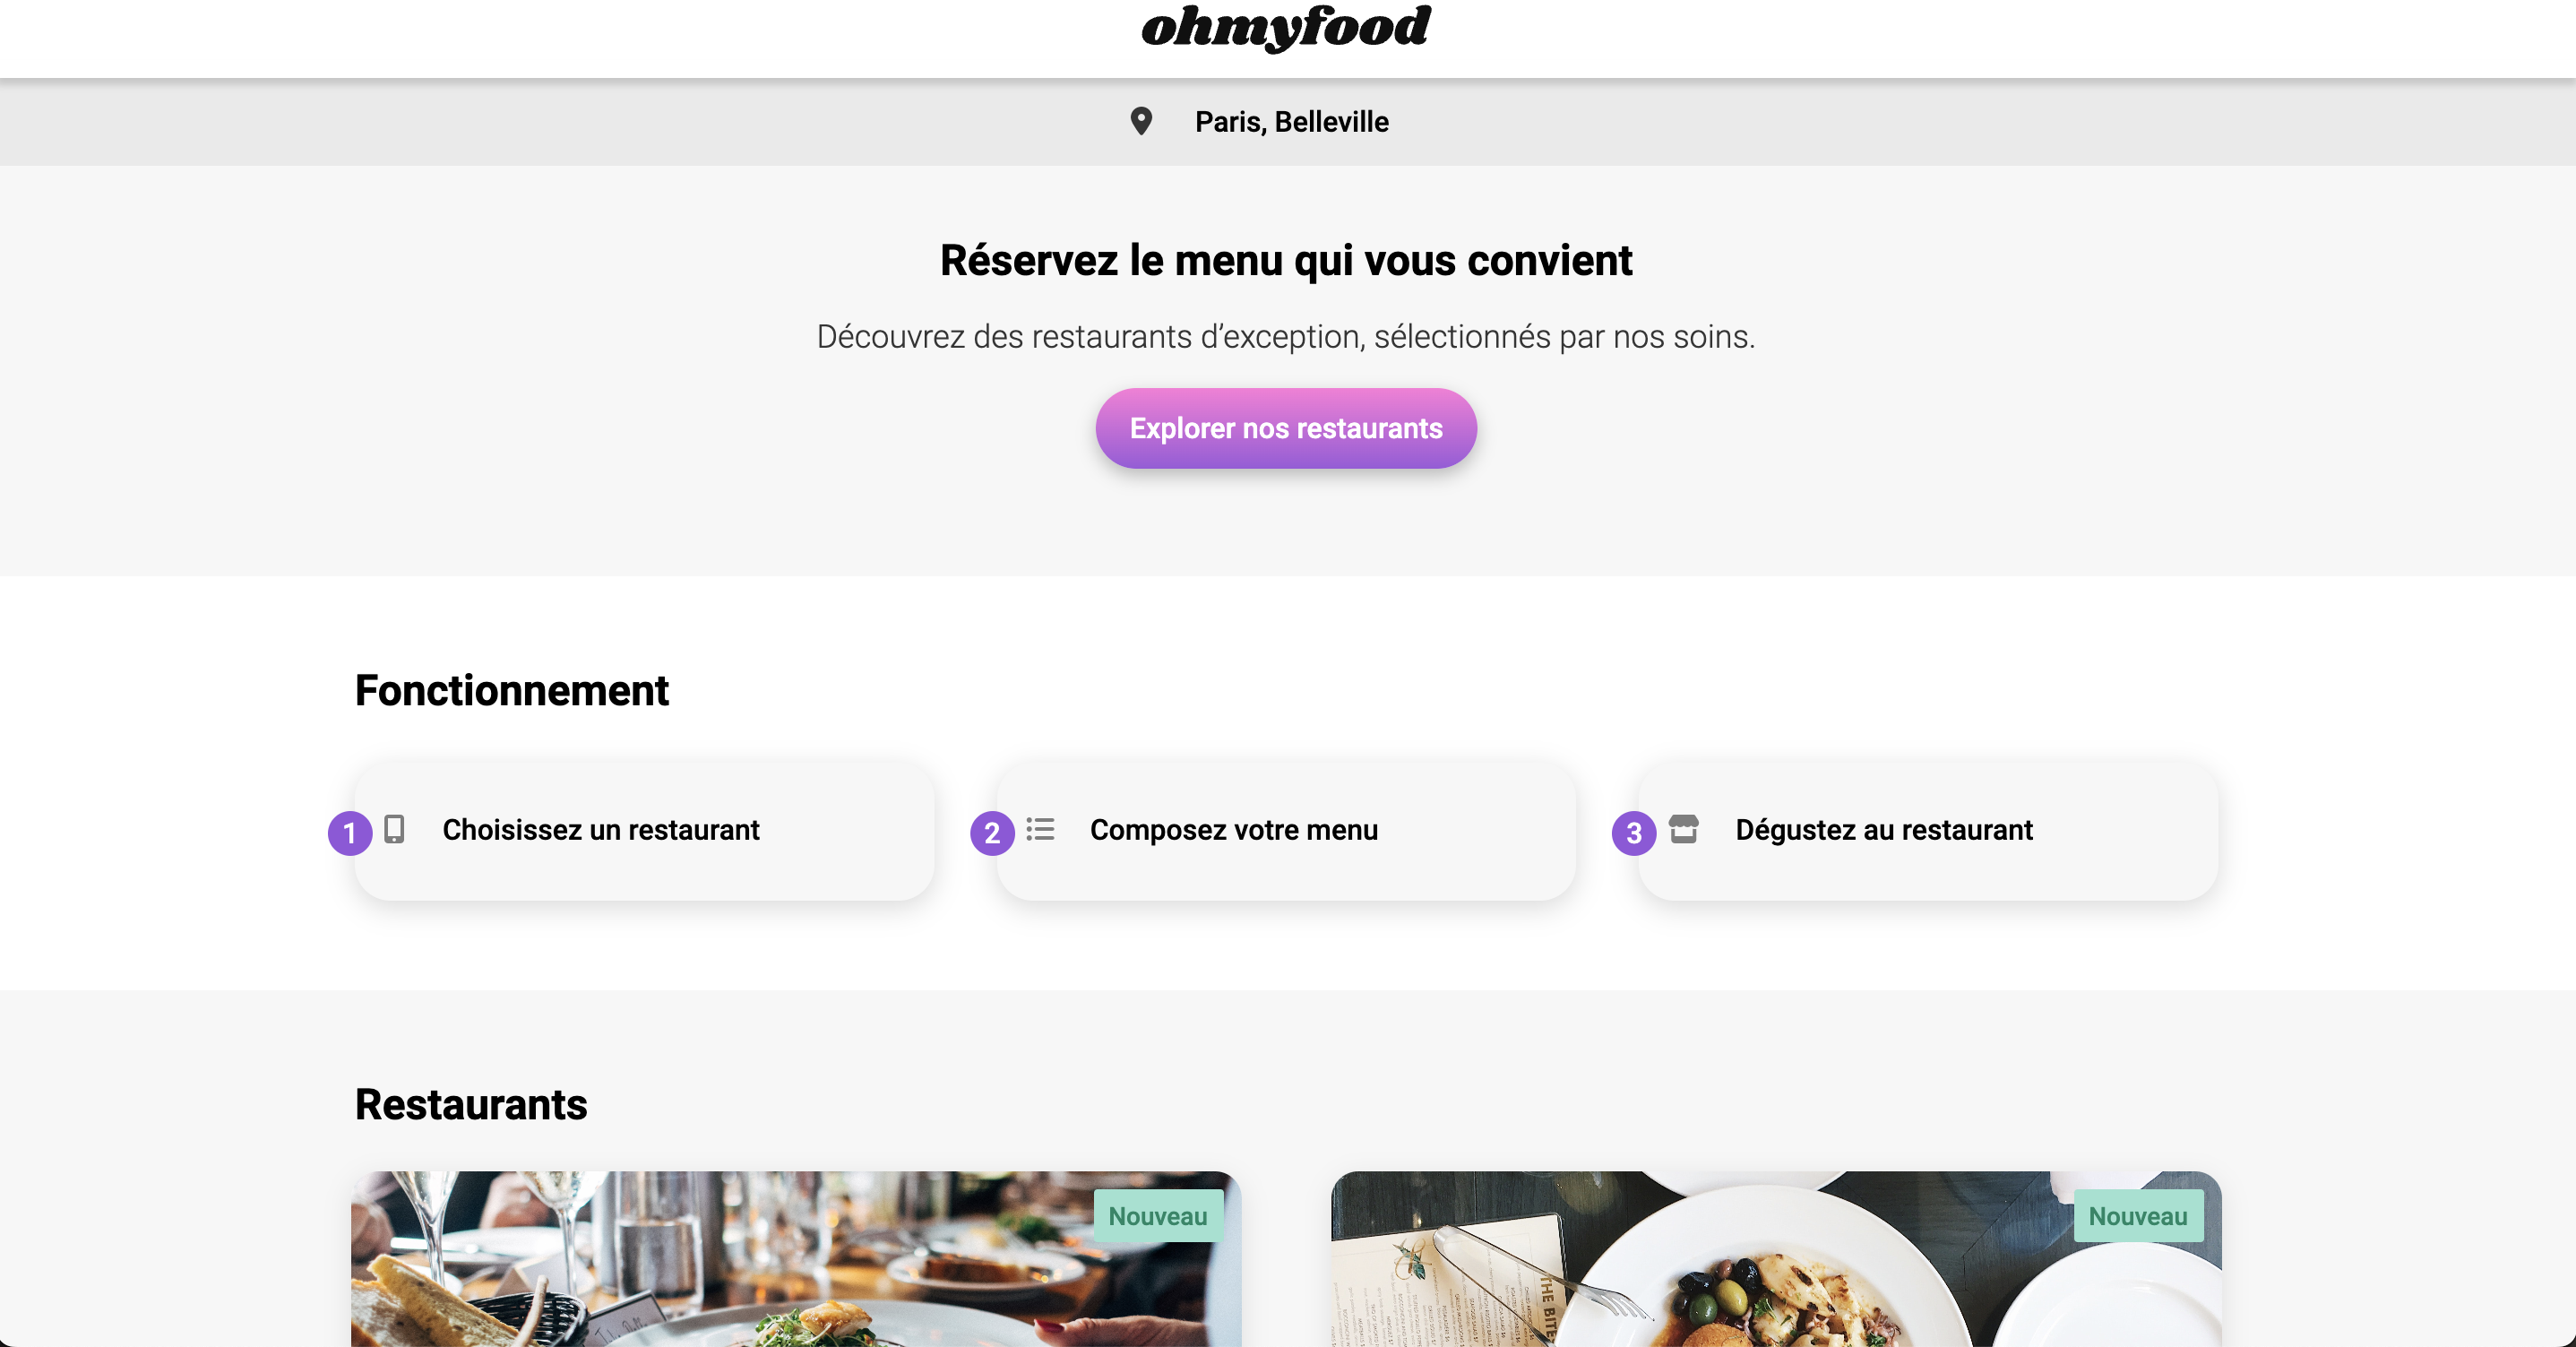 ohmyfood
Paris, Belleville
Réservez le menu qui vous convient
Découvrez des restaurants d’exception, sélectionnés par nos soins.
Explorer nos restaurants
Fonctionnement
1 Choisissez un restaurant
2 Composez votre menu
3 Dégustez au restaurant
Restaurants
Nouveau
Nouveau
THE BITE